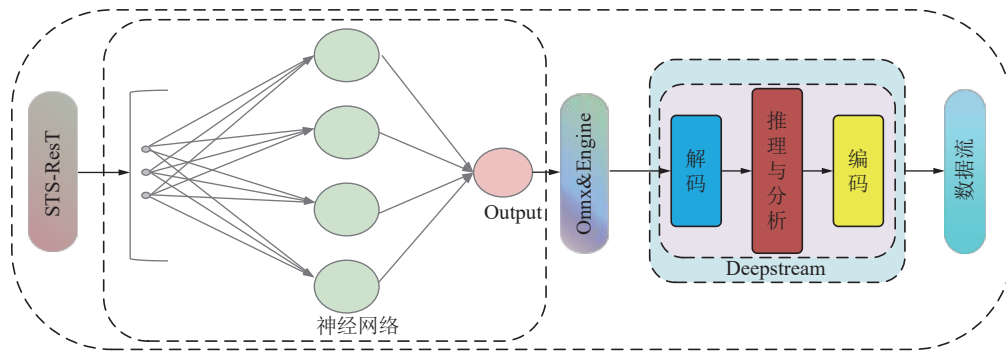 STS-ResT
神经网络
Output
Onnx&Engine
解码
推理与分析
编码
Deepstream
数据流